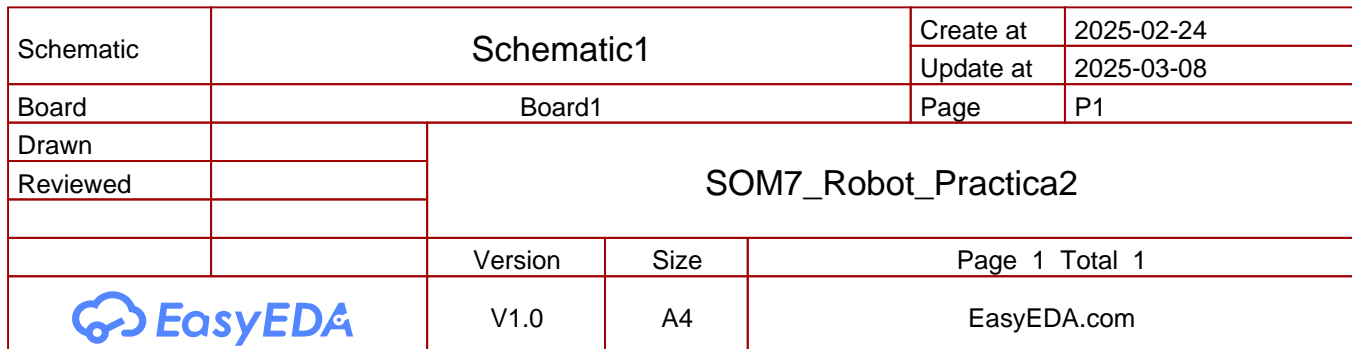 Schematic Schematic1 Create at 2025-02-24
Update at 2025-03-08
Board Board1 Page P1
Drawn
Reviewed
SOM7_Robot_Practica2
Version Size Page 1 Total 1
EasyEDA V1.0 A4 EasyEDA.com